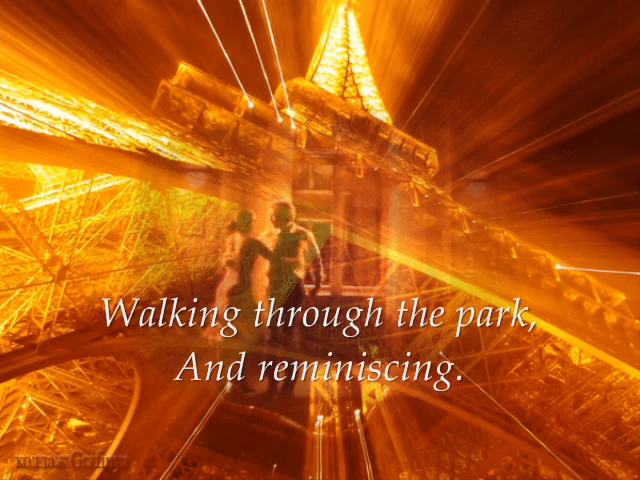 Walking through the park,
And reminiscing.